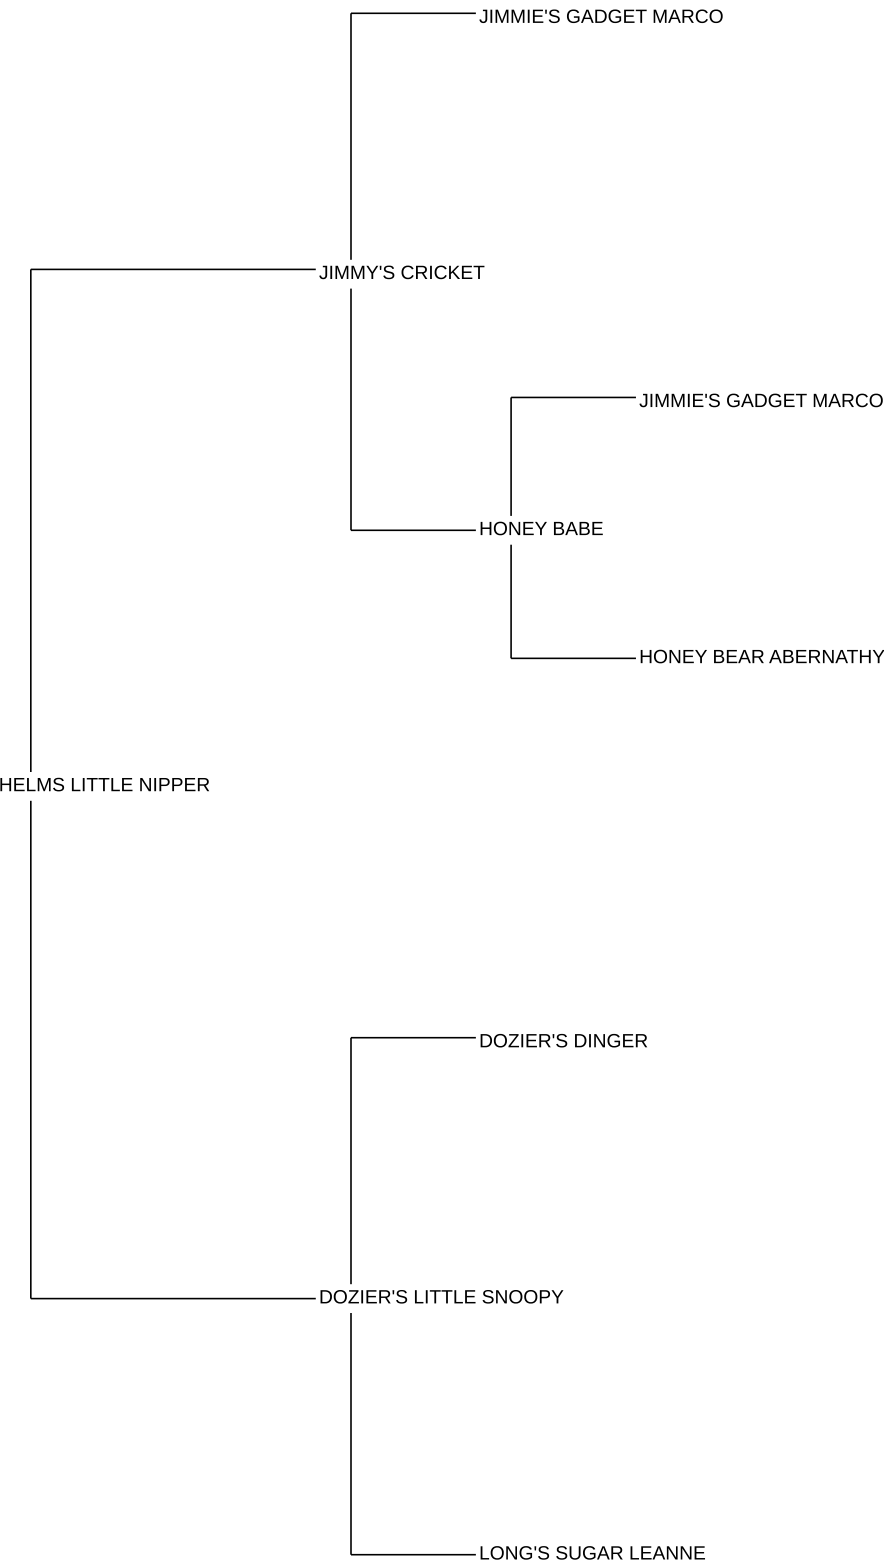 JIMMIE'S GADGET MARCO
JIMMY'S CRICKET
JIMMIE'S GADGET MARCO
HONEY BABE
HONEY BEAR ABERNATHY
HELMS LITTLE NIPPER
DOZIER'S DINGER
DOZIER'S LITTLE SNOOPY
LONG'S SUGAR LEANNE